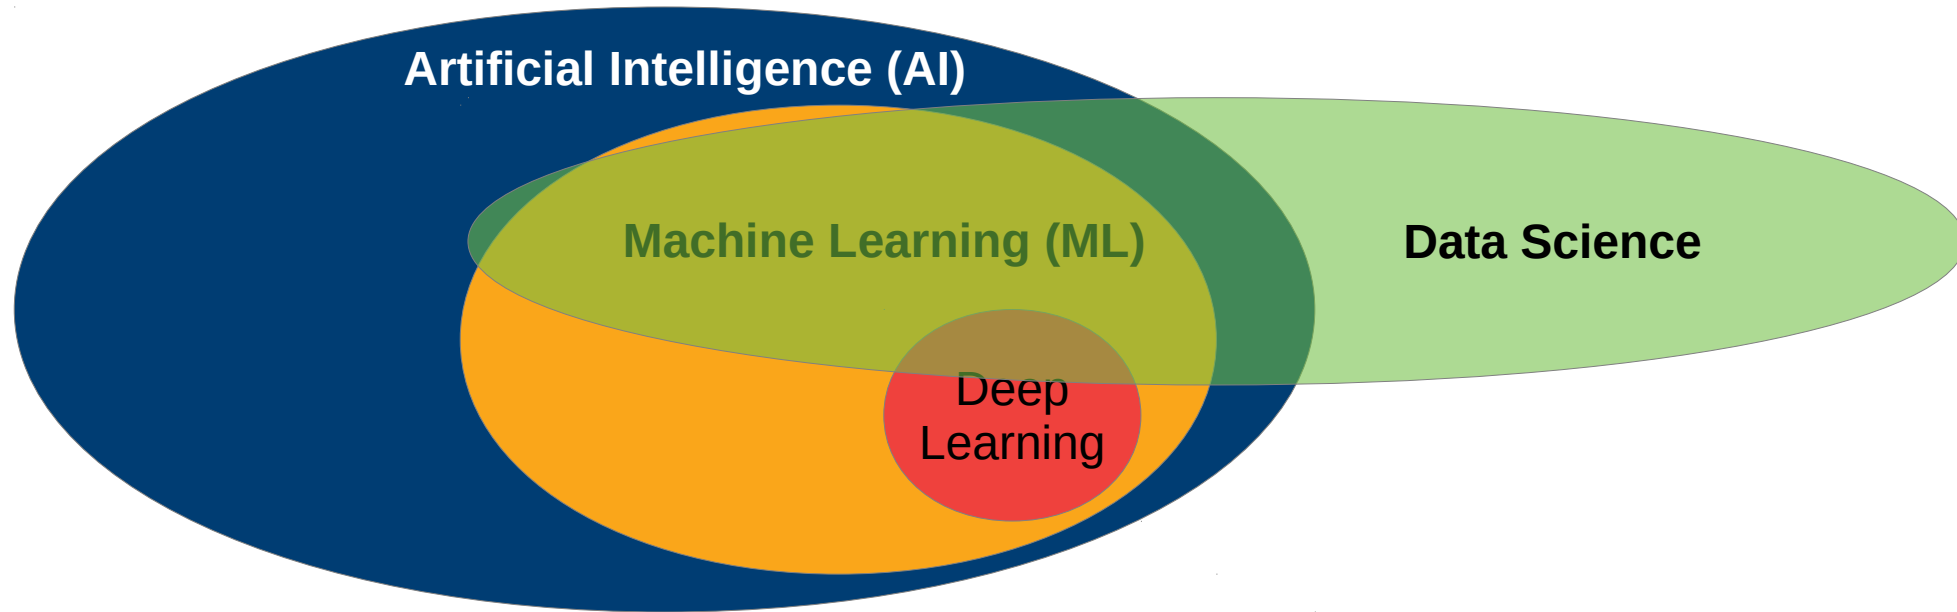 Artificial Intelligence (AI)
Machine Learning (ML)
Data Science
Deep
Learning